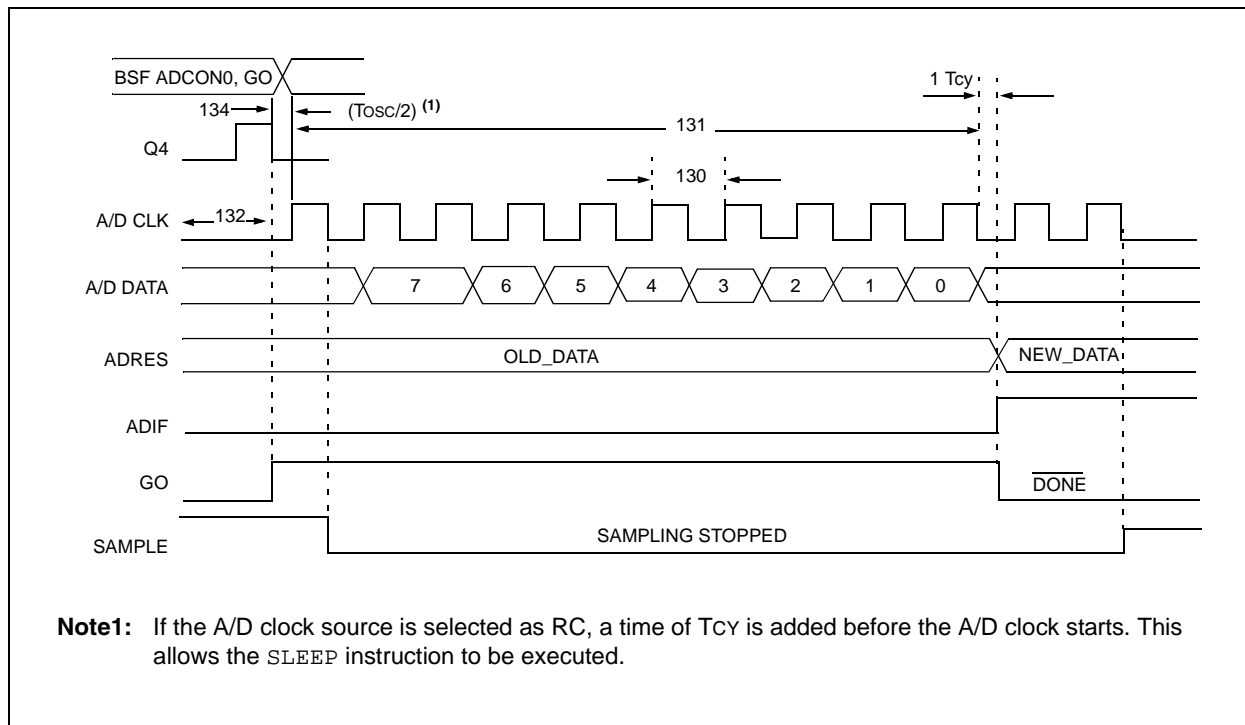 BSF ADCON0, GO
1 Tcy
134
(TOSC/2) (1)
131
Q4
130
A/D CLK
132
A/D DATA
7 6 5 4 3 2 1 0
ADRES
OLD_DATA
NEW_DATA
ADIF
GO
DONE
SAMPLE
SAMPLING STOPPED
Note1: If the A/D clock source is selected as RC, a time of TCY is added before the A/D clock starts. This
allows the SLEEP instruction to be executed.